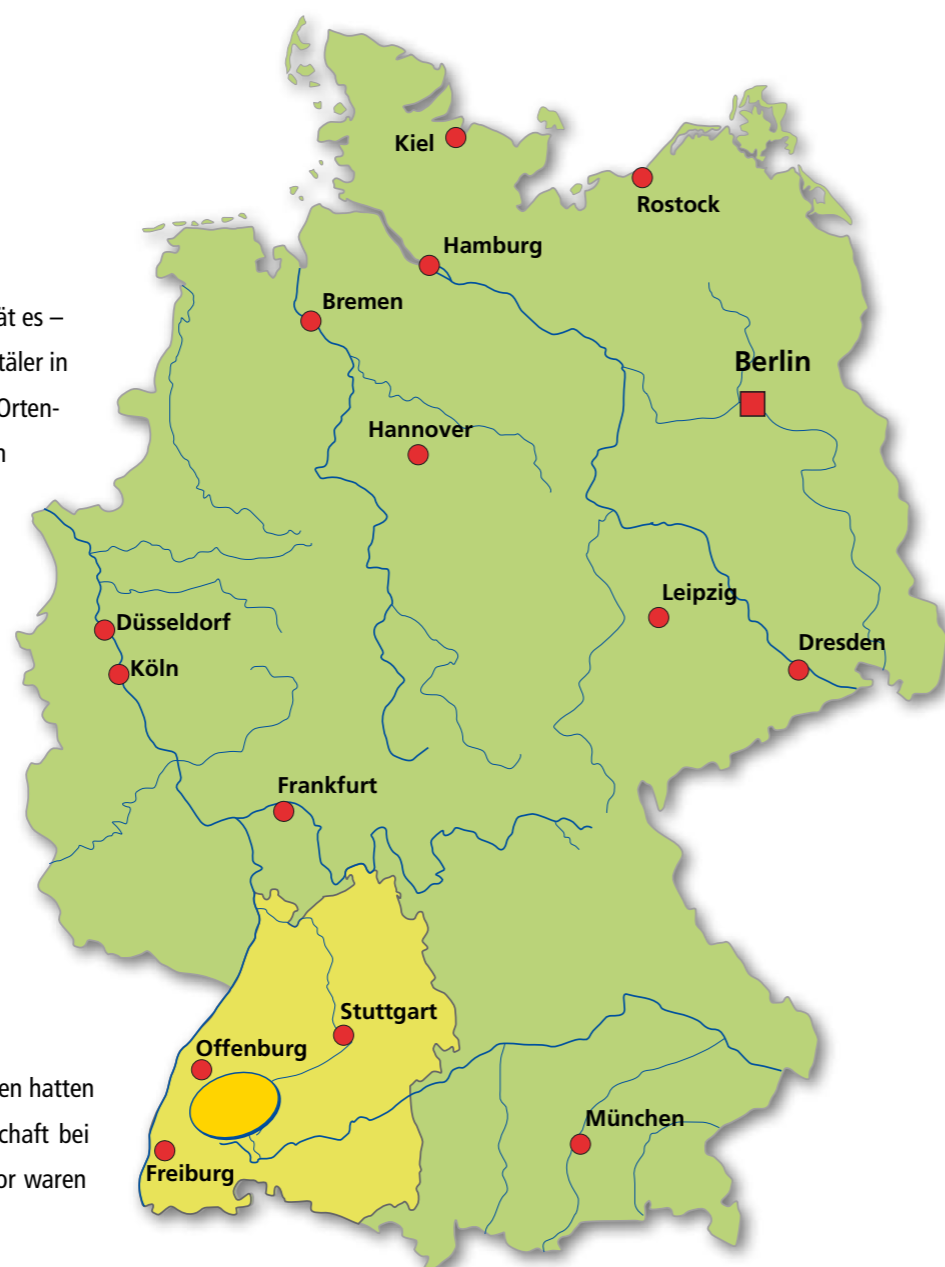 Kiel
Rostock
Hamburg
Bremen
ät es –
täler in
Berlin
Orten-
Hannover
n
Leipzig
Düsseldorf
Dresden
Köln
Frankfurt
Stuttgart
Offenburg
en hatten
München
chaft bei
Freiburg
or waren